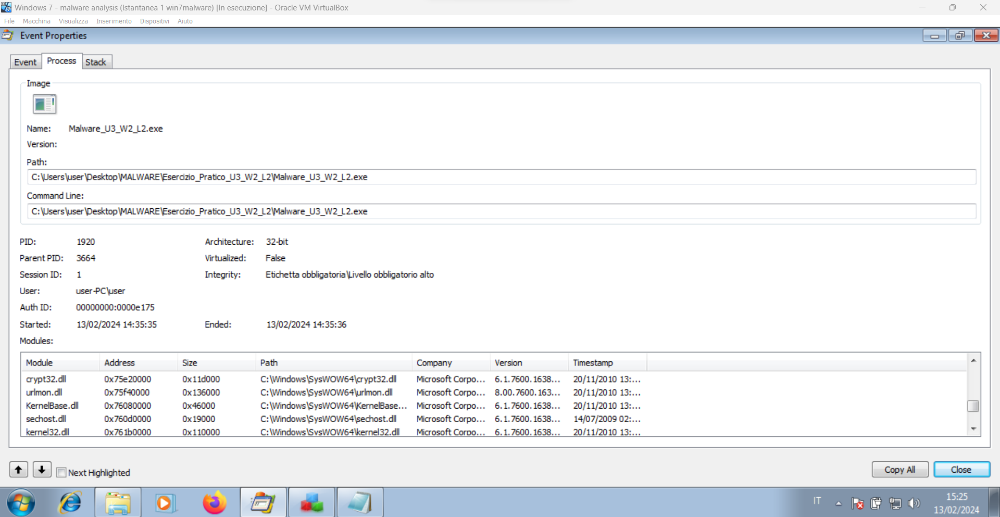 Windows 7 - malware analysis (Istantanea 1 win7malware) [In esecuzione] - Oracle VM VirtualBox
File Macchina Visualizza Inserimento Dispositivi Aiuto
Event Properties
Event Process Stack
Image
Name: Malware_U3_W2_L2.exe
Version:
Path:
C:\Users\user\Desktop\MALWARE\Esercizio_Pratico_U3_W2_L2\Malware_U3_W2_L2.exe
Command Line:
C:\Users\user\Desktop\MALWARE\Esercizio_Pratico_U3_W2_L2\Malware_U3_W2_L2.exe
PID: 1920 Architecture: 32-bit
Parent PID: 3664 Virtualized: False
Session ID: 1 Integrity: Etichetta obbligatoria\Livello obbligatorio alto
User: user-PC\user
Auth ID: 00000000:0000e175
Started: 13/02/2024 14:35:35 Ended: 13/02/2024 14:35:36
Modules:
Module Address Size Path Company Version Timestamp
crypt32.dll 0x75e20000 0x11d000 C:\Windows\SysWOW64\crypt32.dll Microsoft Corpo... 6.1.7600.1638... 20/11/2010 13:...
urlmon.dll 0x75f40000 0x136000 C:\Windows\SysWOW64\urlmon.dll Microsoft Corpo... 8.00.7600.163... 20/11/2010 13:...
KernelBase.dll 0x76080000 0x46000 C:\Windows\SysWOW64\KernelBase... Microsoft Corpo... 6.1.7600.1638... 20/11/2010 13:...
sechost.dll 0x760d0000 0x19000 C:\Windows\SysWOW64\sechost.dll Microsoft Corpo... 6.1.7600.1638... 14/07/2009 02:...
kernel32.dll 0x761b0000 0x110000 C:\Windows\SysWOW64\kernel32.dll Microsoft Corpo... 6.1.7600.1638... 20/11/2010 13:...
Next Highlighted
Copy All Close
IT
15:25
13/02/2024